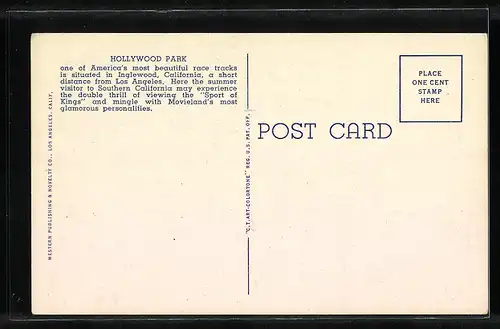 HOLLYWOOD PARK
one of America's most beautiful race tracks
is situated in Inglewood, California, a short
distance from Los Angeles. Here the summer
visitor to Southern California may experience
the double thrill of viewing the "Sport of
Kings" and mingle with Movieland's most
glamorous personalities.
WESTERN PUBLISHING & NOVELTY CO., LOS ANGELES, CALIF.
"C.T. ART-COLORTONE" REG. U.S. PAT. OFF.
POST CARD
PLACE
ONE CENT
STAMP
HERE